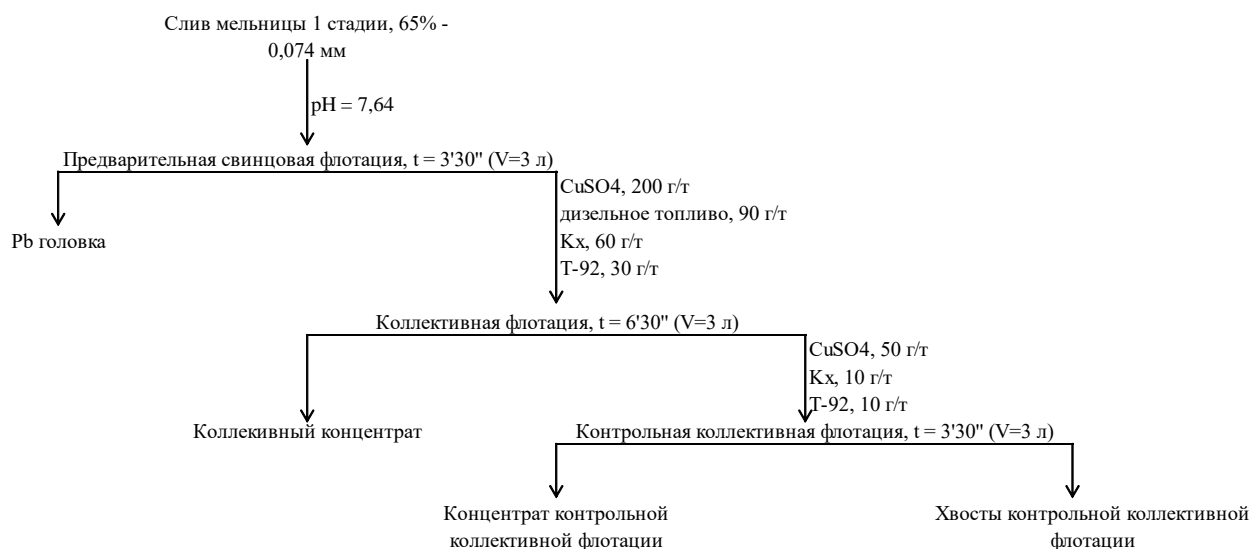 Слив мельницы 1 стадии, 65% -
0,074 мм
pH = 7,64
Предварительная свинцовая флотация, t = 3'30" (V=3 л)
CuSO4, 200 г/т
дизельное топливо, 90 г/т
Кх, 60 г/т
Т-92, 30 г/т
Pb головка
Коллективная флотация, t = 6'30" (V=3 л)
CuSO4, 50 г/т
Кх, 10 г/т
Т-92, 10 г/т
Коллекивный концентрат
Контрольная коллективная флотация, t = 3'30" (V=3 л)
Концентрат контрольной
коллективной флотации
Хвосты контрольной коллективной
флотации